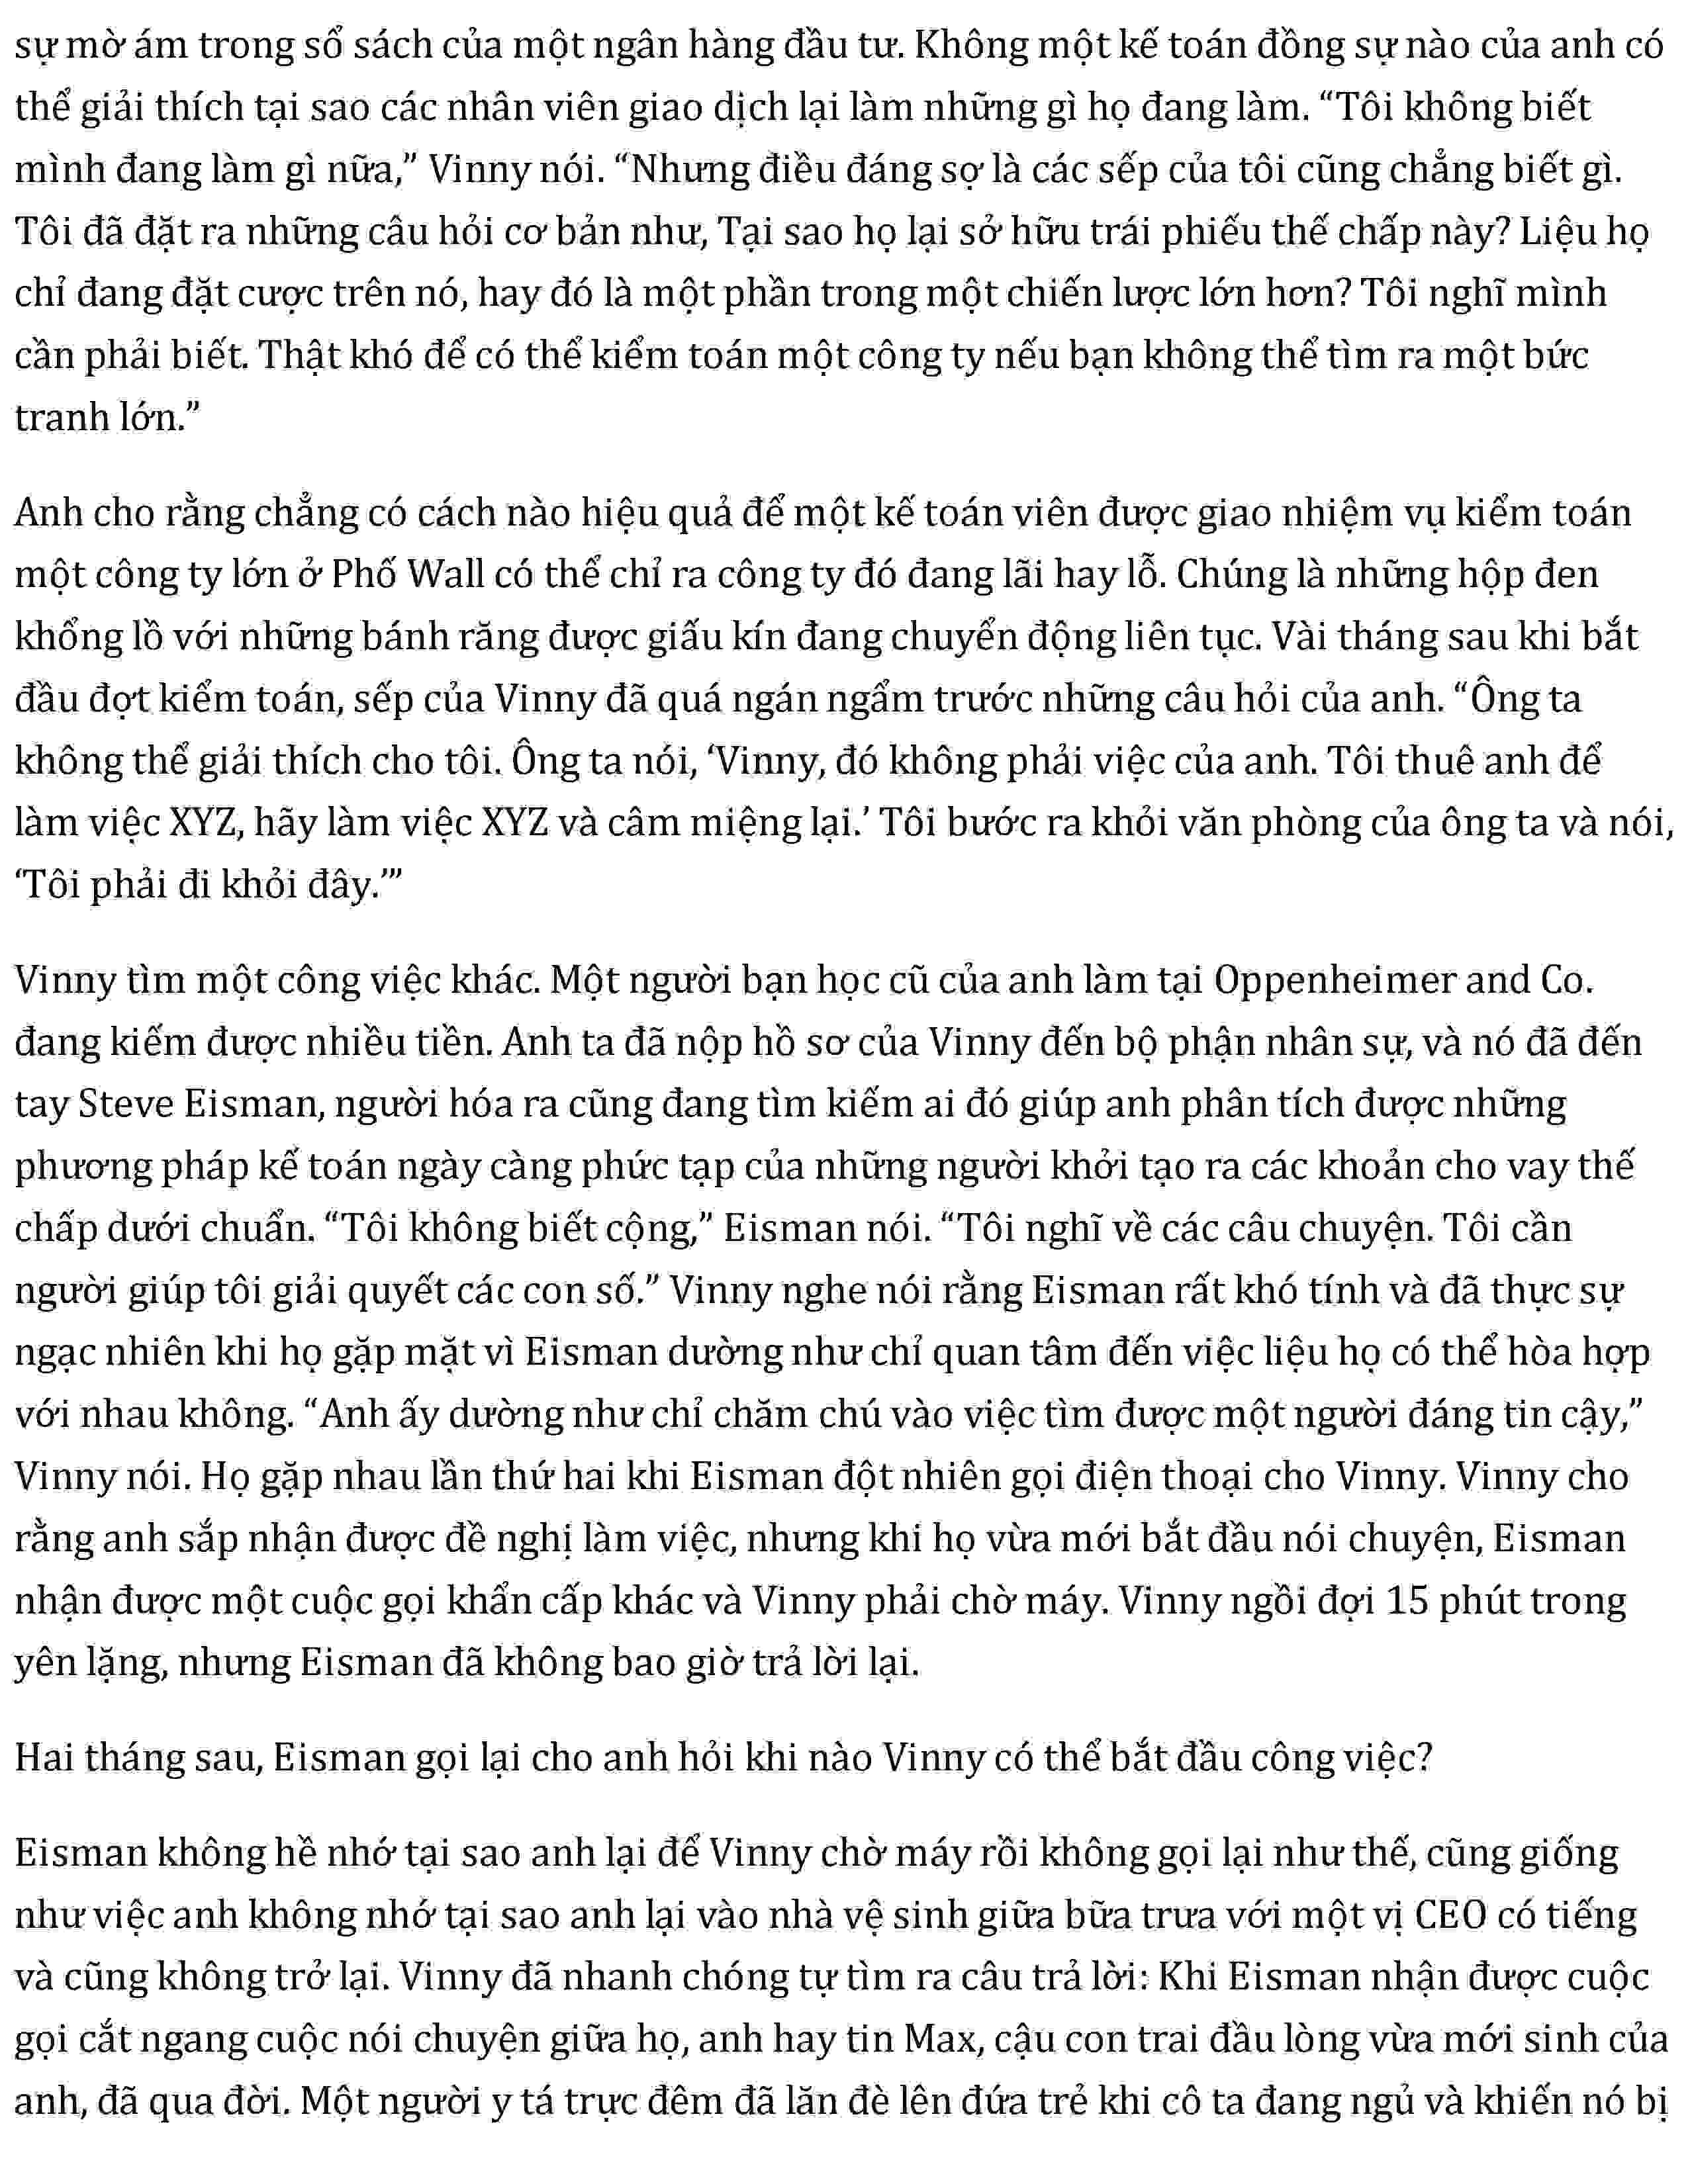 sự mờ ám trong sổ sách của một ngân hàng đầu tư. Không một kế toán đồng sự nào của anh có
thể giải thích tại sao các nhân viên giao dịch lại làm những gì họ đang làm. “Tôi không biết
mình đang làm gì nữa,” Vinny nói. “Nhưng điều đáng sợ là các sếp của tôi cũng chẳng biết gì.
Tôi đã đặt ra những câu hỏi cơ bản như, Tại sao họ lại sở hữu trái phiếu thế chấp này? Liệu họ
chỉ đang đặt cược trên nó, hay đó là một phần trong một chiến lược lớn hơn? Tôi nghĩ mình
cần phải biết. Thật khó để có thể kiểm toán một công ty nếu bạn không thể tìm ra một bức
tranh lớn.”
Anh cho rằng chẳng có cách nào hiệu quả để một kế toán viên được giao nhiệm vụ kiểm toán
một công ty lớn ở Phố Wall có thể chỉ ra công ty đó đang lãi hay lỗ. Chúng là những hộp đen
khổng lồ với những bánh răng được giấu kín đang chuyển động liên tục. Vài tháng sau khi bắt
đầu đợt kiểm toán, sếp của Vinny đã quá ngán ngẩm trước những câu hỏi của anh. “Ông ta
không thể giải thích cho tôi. Ông ta nói, ‘Vinny, đó không phải việc của anh. Tôi thuê anh để
làm việc XYZ, hãy làm việc XYZ và câm miệng lại.’ Tôi bước ra khỏi văn phòng của ông ta và nói,
‘Tôi phải đi khỏi đây.’”
Vinny tìm một công việc khác. Một người bạn học cũ của anh làm tại Oppenheimer and Co.
đang kiếm được nhiều tiền. Anh ta đã nộp hồ sơ của Vinny đến bộ phận nhân sự, và nó đã đến
tay Steve Eisman, người hóa ra cũng đang tìm kiếm ai đó giúp anh phân tích được những
phương pháp kế toán ngày càng phức tạp của những người khởi tạo ra các khoản cho vay thế
chấp dưới chuẩn. “Tôi không biết cộng,” Eisman nói. “Tôi nghĩ về các câu chuyện. Tôi cần
người giúp tôi giải quyết các con số.” Vinny nghe nói rằng Eisman rất khó tính và đã thực sự
ngạc nhiên khi họ gặp mặt vì Eisman dường như chỉ quan tâm đến việc liệu họ có thể hòa hợp
với nhau không. “Anh ấy dường như chỉ chăm chú vào việc tìm được một người đáng tin cậy,”
Vinny nói. Họ gặp nhau lần thứ hai khi Eisman đột nhiên gọi điện thoại cho Vinny. Vinny cho
rằng anh sắp nhận được đề nghị làm việc, nhưng khi họ vừa mới bắt đầu nói chuyện, Eisman
nhận được một cuộc gọi khẩn cấp khác và Vinny phải chờ máy. Vinny ngồi đợi 15 phút trong
yên lặng, nhưng Eisman đã không bao giờ trả lời lại.
Hai tháng sau, Eisman gọi lại cho anh hỏi khi nào Vinny có thể bắt đầu công việc?
Eisman không hề nhớ tại sao anh lại để Vinny chờ máy rồi không gọi lại như thế, cũng giống
như việc anh không nhớ tại sao anh lại vào nhà vệ sinh giữa bữa trưa với một vị CEO có tiếng
và cũng không trở lại. Vinny đã nhanh chóng tự tìm ra câu trả lời: Khi Eisman nhận được cuộc
gọi cắt ngang cuộc nói chuyện giữa họ, anh hay tin Max, cậu con trai đầu lòng vừa mới sinh của
anh, đã qua đời. Một người y tá trực đêm đã lăn đè lên đứa trẻ khi cô ta đang ngủ và khiến nó bị